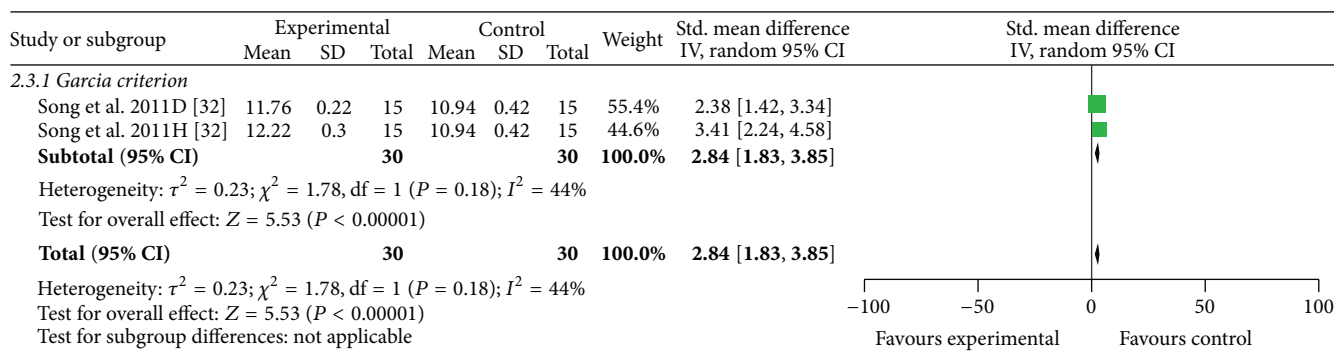 Study or subgroup Experimental Control Weight Std. mean difference Std. mean difference
Mean SD Total Mean SD Total IV, random 95% CI IV, random 95% CI
2.3.1 Garcia criterion
Song et al. 2011D [32] 11.76 0.22 15 10.94 0.42 15 55.4% 2.38 [1.42, 3.34]
Song et al. 2011H [32] 12.22 0.3 15 10.94 0.42 15 44.6% 3.41 [2.24, 4.58]
Subtotal (95% CI) 30 30 100.0% 2.84 [1.83, 3.85]
Heterogeneity: τ² = 0.23; χ² = 1.78, df = 1 (P = 0.18); I² = 44%
Test for overall effect: Z = 5.53 (P < 0.00001)
Total (95% CI) 30 30 100.0% 2.84 [1.83, 3.85]
Heterogeneity: τ² = 0.23; χ² = 1.78, df = 1 (P = 0.18); I² = 44%
Test for overall effect: Z = 5.53 (P < 0.00001)
Test for subgroup differences: not applicable
−100 −50 0 50 100
Favours experimental Favours control